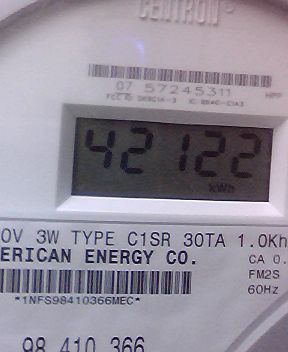 CENTRON®
07 57245311
42122
kWh
0V 3W TYPE C1SR 30TA 1.0Kh
ERICAN ENERGY CO.
CA 0.
FM2S
60Hz
*1NFS98410366MEC*
98 410 366